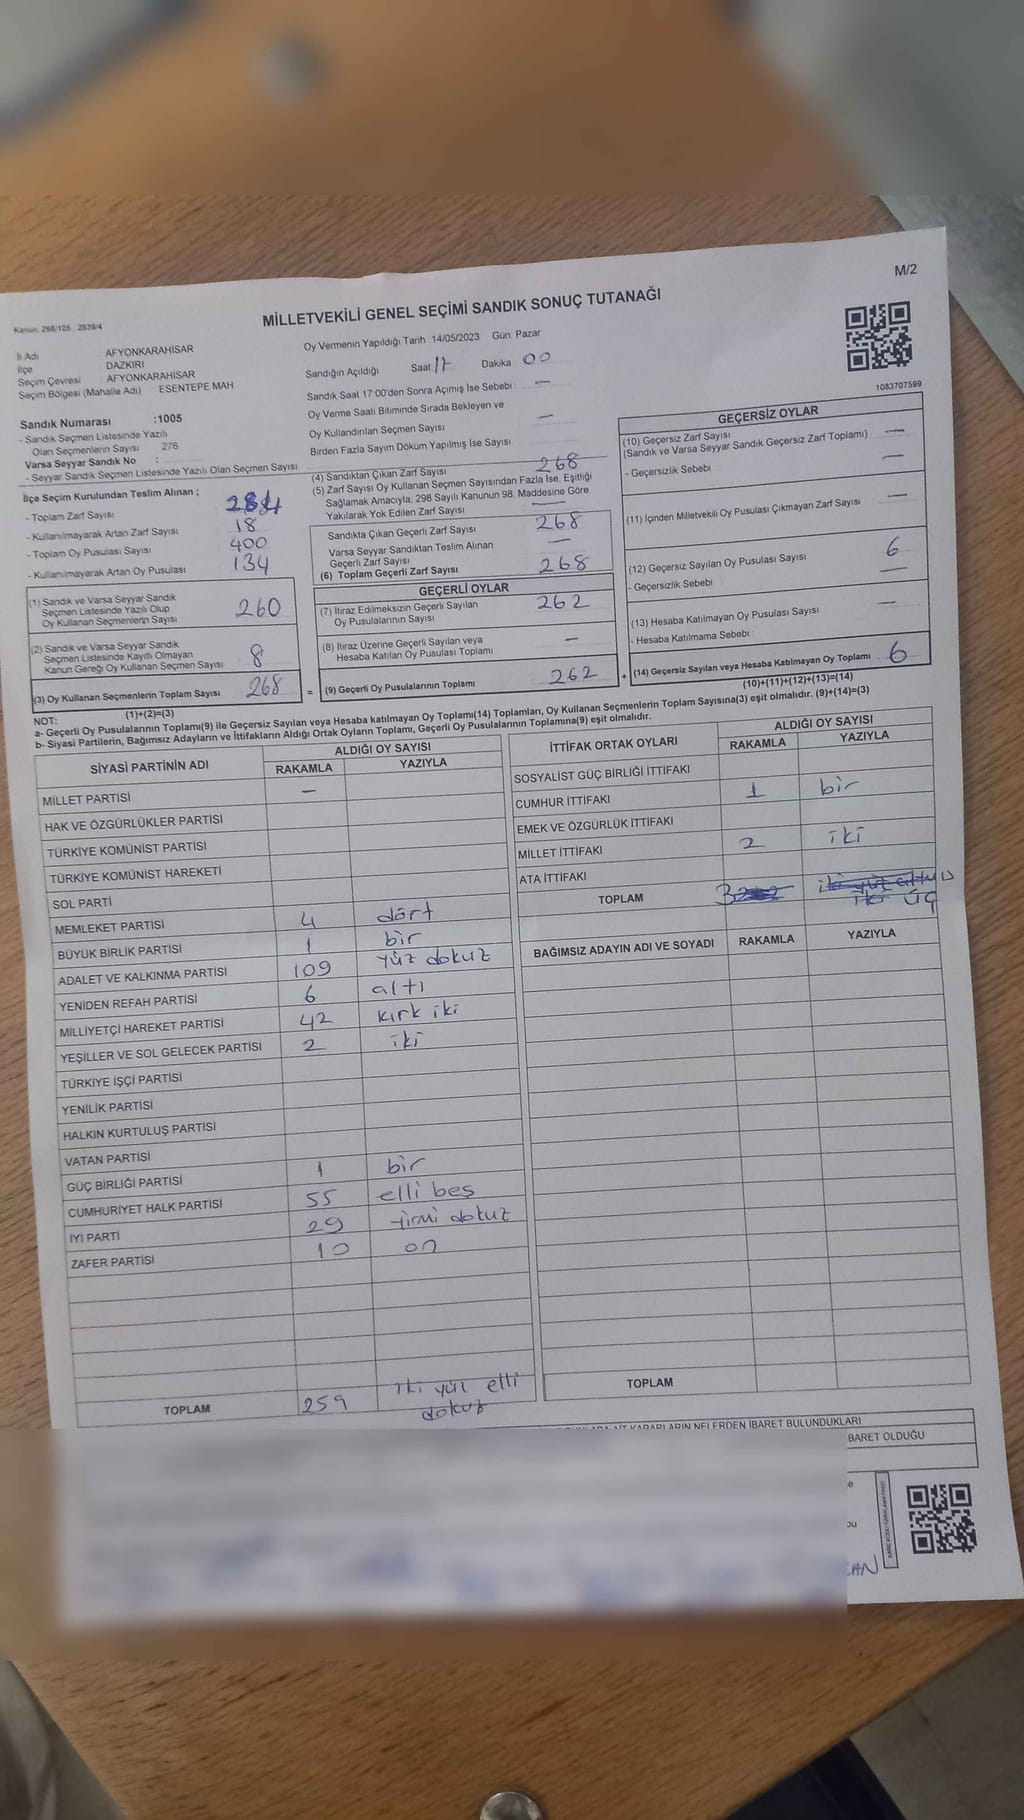 M/2
Kanun: 298/105, 2839/4
MİLLETVEKİLİ GENEL SEÇİMİ SANDIK SONUÇ TUTANAĞI
İl Adı : AFYONKARAHİSAR
İlçe : DAZKIRI
Seçim Çevresi : AFYONKARAHİSAR
Seçim Bölgesi (Mahalle Adı) ESENTEPE MAH
Sandık Numarası :1005
- Sandık Seçmen Listesinde Yazılı
Olan Seçmenlerin Sayısı : 276
Varsa Seyyar Sandık No :
- Seyyar Sandık Seçmen Listesinde Yazılı Olan Seçmen Sayısı
Oy Vermenin Yapıldığı Tarih 14/05/2023 Gün: Pazar
Sandığın Açıldığı Saat 17 Dakika 00
Sandık Saat 17:00'den Sonra Açımış İse Sebebi : —
Oy Verme Saati Bitiminde Sırada Bekleyen ve
Oy Kullandırılan Seçmen Sayısı —
Birden Fazla Sayım Döküm Yapılmış İse Sayısı
1083707599
İlçe Seçim Kurulundan Teslim Alınan ;
- Toplam Zarf Sayısı
- Kullanılmayarak Artan Zarf Sayısı 18
- Toplam Oy Pusulası Sayısı 400
- Kullanılmayarak Artan Oy Pusulası 134
(1) Sandık ve Varsa Seyyar Sandık
Seçmen Listesinde Yazılı Olup
Oy Kullanan Seçmenlerin Sayısı 260
(2) Sandık ve Varsa Seyyar Sandık
Seçmen Listesinde Kayıtlı Olmayan
Kanun Gereği Oy Kullanan Seçmen Sayısı 8
(3) Oy Kullanan Seçmenlerin Toplam Sayısı 268 =
(1)+(2)=(3)
(4) Sandıktan Çıkan Zarf Sayısı 268
(5) Zarf Sayısı Oy Kullanan Seçmen Sayısından Fazla İse, Eşitliği
Sağlamak Amacıyla, 298 Sayılı Kanunun 98. Maddesine Göre
Yakılarak Yok Edilen Zarf Sayısı —
Sandıkta Çıkan Geçerli Zarf Sayısı 268
Varsa Seyyar Sandıktan Teslim Alınan
Geçerli Zarf Sayısı —
(6) Toplam Geçerli Zarf Sayısı 268
GEÇERLİ OYLAR
(7) İtiraz Edilmeksizin Geçerli Sayılan
Oy Pusulalarının Sayısı 262
(8) İtiraz Üzerine Geçerli Sayılan veya
Hesaba Katılan Oy Pusulası Toplamı —
(9) Geçerli Oy Pusulalarının Toplamı 262 +
GEÇERSİZ OYLAR
(10) Geçersiz Zarf Sayısı
(Sandık ve Varsa Seyyar Sandık Geçersiz Zarf Toplamı) —
- Geçersizlik Sebebi —
(11) İçinden Milletvekili Oy Pusulası Çıkmayan Zarf Sayısı —
(12) Geçersiz Sayılan Oy Pusulası Sayısı 6
- Geçersizlik Sebebi —
(13) Hesaba Katılmayan Oy Pusulası Sayısı —
- Hesaba Katılmama Sebebi :
(14) Geçersiz Sayılan veya Hesaba Katılmayan Oy Toplamı 6
(10)+(11)+(12)+(13)=(14)
NOT:
a- Geçerli Oy Pusulalarının Toplamı(9) ile Geçersiz Sayılan veya Hesaba katılmayan Oy Toplamı(14) Toplamları, Oy Kullanan Seçmenlerin Toplam Sayısına(3) eşit olmalıdır. (9)+(14)=(3)
b- Siyasi Partilerin, Bağımsız Adayların ve İttifakların Aldığı Ortak Oyların Toplamı, Geçerli Oy Pusulalarının Toplamına(9) eşit olmalıdır.
SİYASİ PARTİNİN ADI ALDIĞI OY SAYISI
RAKAMLA YAZIYLA
MİLLET PARTİSİ —
HAK VE ÖZGÜRLÜKLER PARTİSİ
TÜRKİYE KOMÜNİST PARTİSİ
TÜRKİYE KOMÜNİST HAREKETİ
SOL PARTİ
MEMLEKET PARTİSİ 4 dört
BÜYÜK BİRLİK PARTİSİ 1 bir
ADALET VE KALKINMA PARTİSİ 109 yüz dokuz
YENİDEN REFAH PARTİSİ 6 altı
MİLLİYETÇİ HAREKET PARTİSİ 42 kırk iki
YEŞİLLER VE SOL GELECEK PARTİSİ 2 iki
TÜRKİYE İŞÇİ PARTİSİ
YENİLİK PARTİSİ
HALKIN KURTULUŞ PARTİSİ
VATAN PARTİSİ
GÜÇ BİRLİĞİ PARTİSİ 1 bir
CUMHURİYET HALK PARTİSİ 55 elli beş
İYİ PARTİ 29 yirmi dokuz
ZAFER PARTİSİ 10 on
TOPLAM 259 iki yüz elli
dokuz
İTTİFAK ORTAK OYLARI ALDIĞI OY SAYISI
RAKAMLA YAZIYLA
SOSYALİST GÜÇ BİRLİĞİ İTTİFAKI
CUMHUR İTTİFAKI 1 bir
EMEK VE ÖZGÜRLÜK İTTİFAKI
MİLLET İTTİFAKI 2 iki
ATA İTTİFAKI
TOPLAM 3 üç
BAĞIMSIZ ADAYIN ADI VE SOYADI RAKAMLA YAZIYLA
TOPLAM
KARARLARIN NELERDEN İBARET BULUNDUKLARI
BARET OLDUĞU